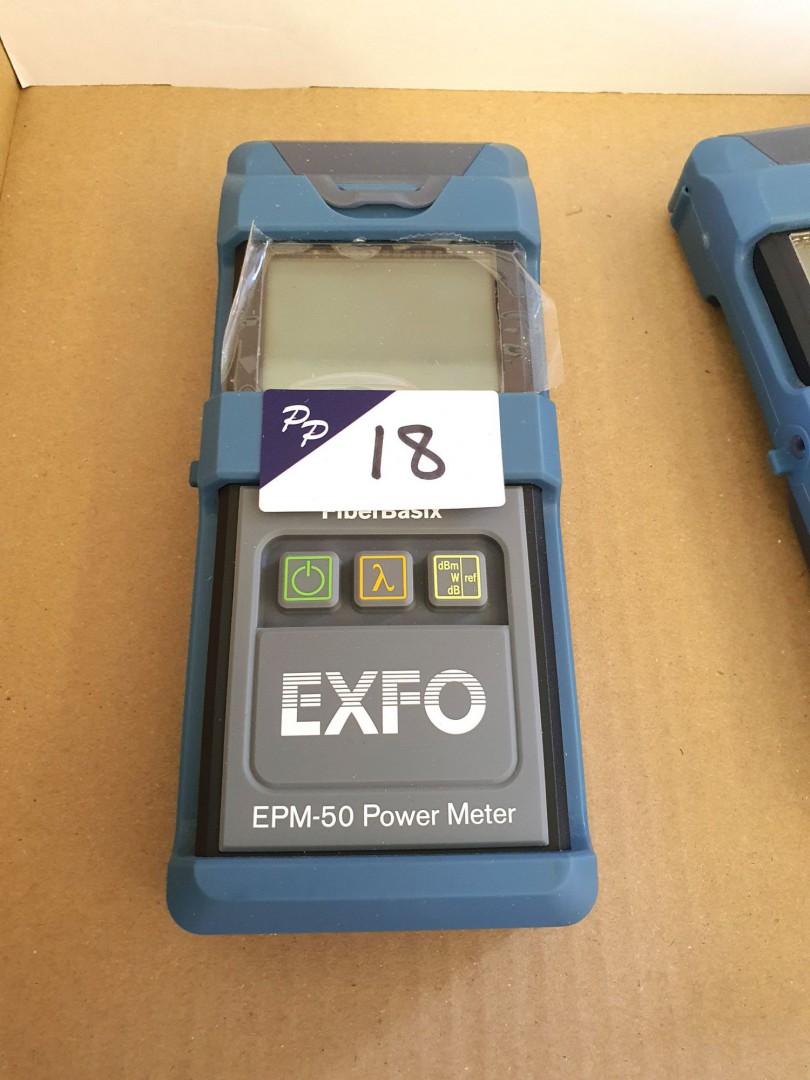 PP
18
FiberBasix
λ
dBm
W
dB
ref
EXFO
EPM-50 Power Meter